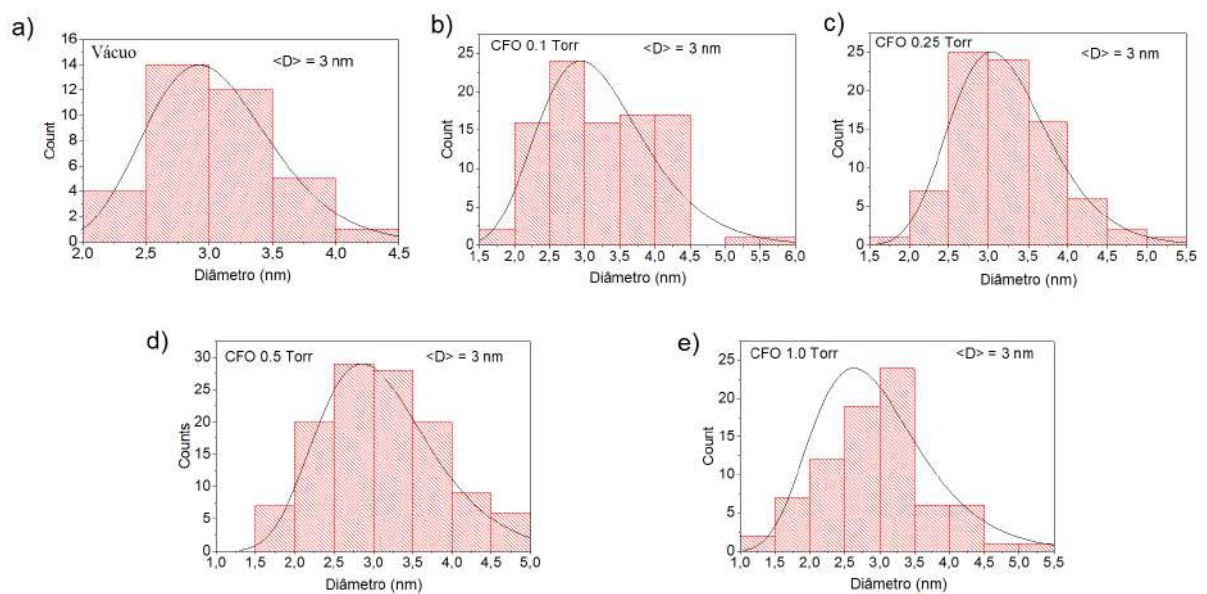 a)
Vácuo
<D> = 3 nm
Count
16
14
12
10
8
6
4
2
0
2,0 2,5 3,0 3,5 4,0 4,5
Diâmetro (nm)
b)
CFO 0.1 Torr
<D> = 3 nm
Count
25
20
15
10
5
0
1,5 2,0 2,5 3,0 3,5 4,0 4,5 5,0 5,5 6,0
Diâmetro (nm)
c)
CFO 0.25 Torr
<D> = 3 nm
Count
25
20
15
10
5
0
1,5 2,0 2,5 3,0 3,5 4,0 4,5 5,0 5,5
Diâmetro (nm)
d)
CFO 0.5 Torr
<D> = 3 nm
Counts
30
25
20
15
10
5
0
1,0 1,5 2,0 2,5 3,0 3,5 4,0 4,5 5,0
Diâmetro (nm)
e)
CFO 1.0 Torr
<D> = 3 nm
Count
25
20
15
10
5
0
1,0 1,5 2,0 2,5 3,0 3,5 4,0 4,5 5,0 5,5
Diâmetro (nm)